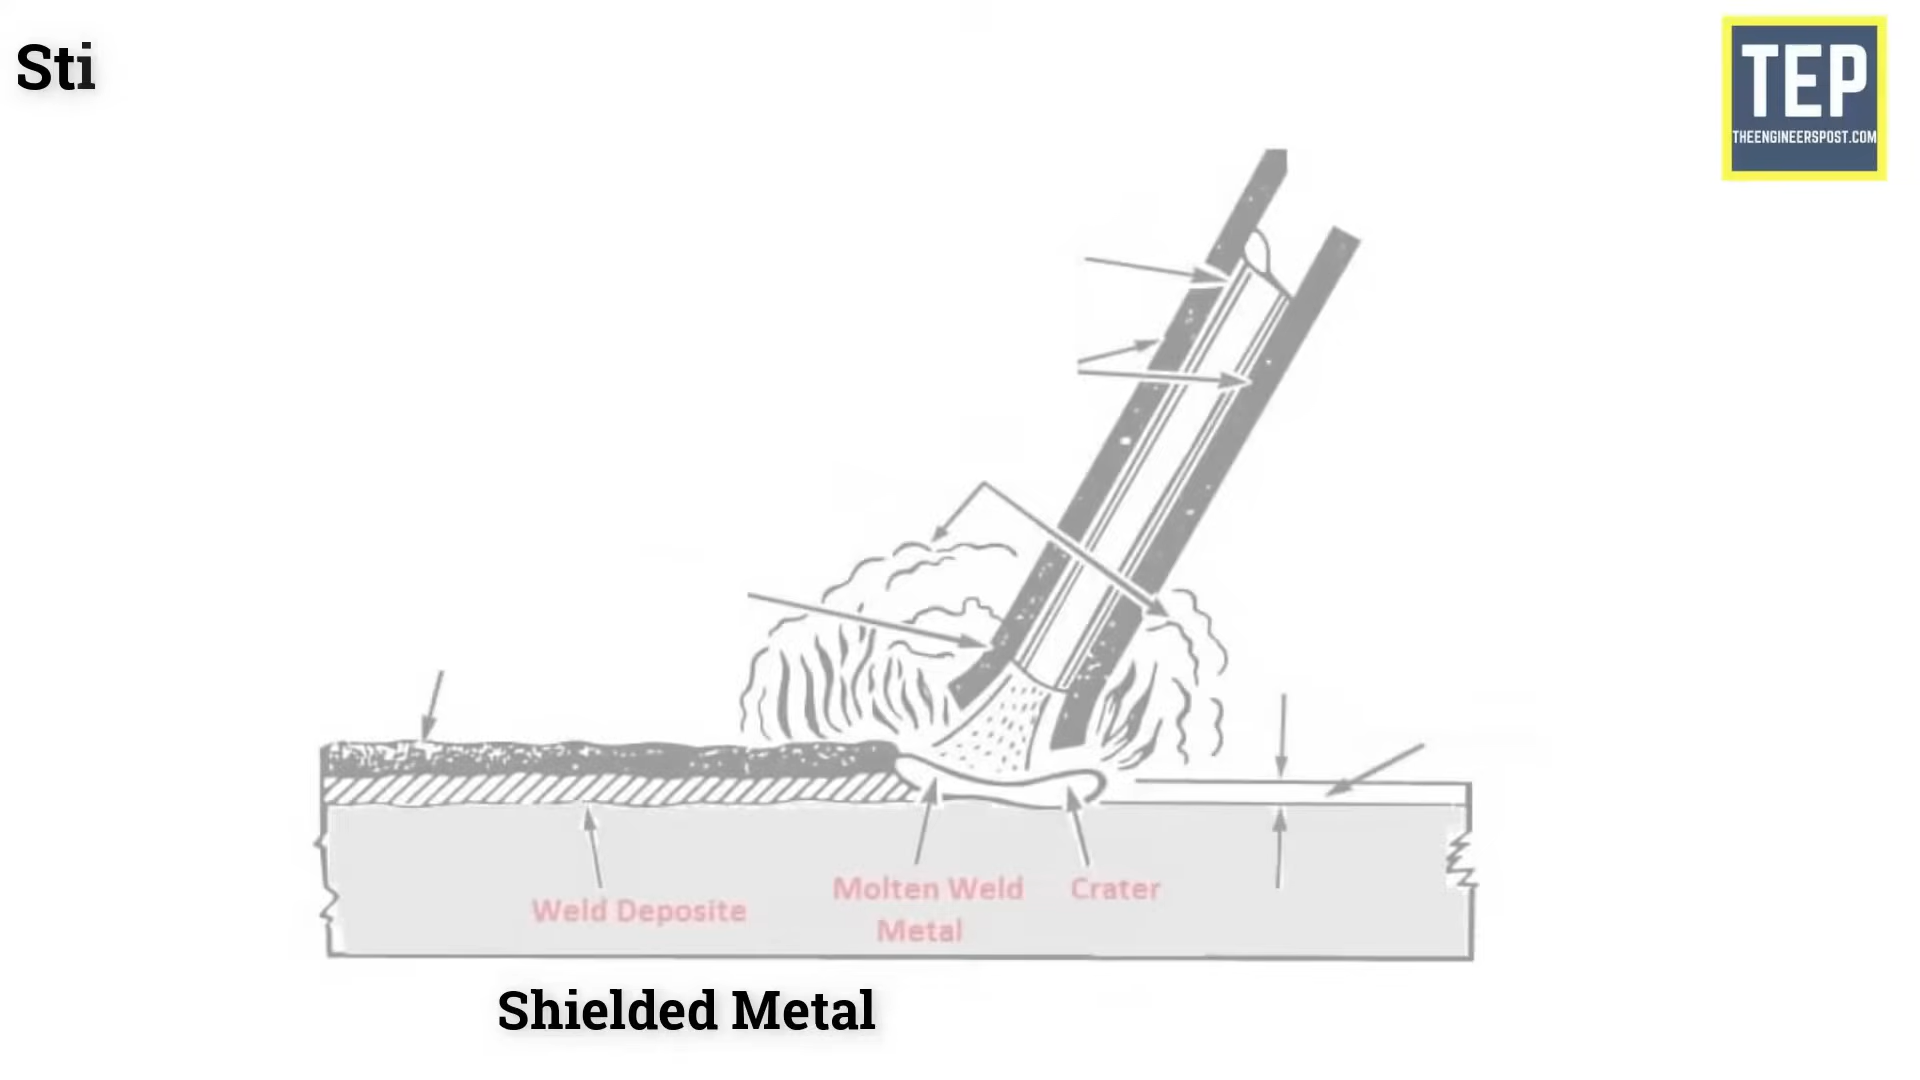 Sti
TEP
THEENGINEERSPOST.COM
Weld Deposite
Molten Weld
Metal
Crater
Shielded Metal